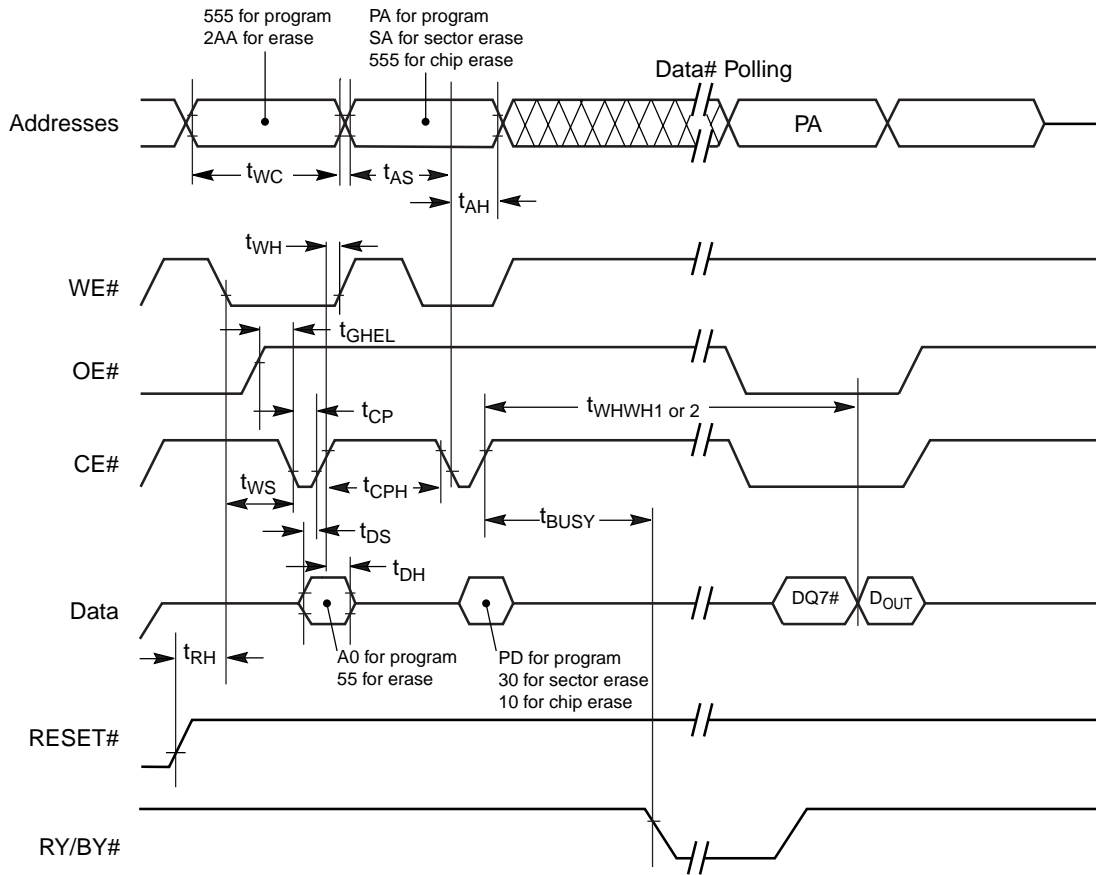 555 for program
2AA for erase
PA for program
SA for sector erase
555 for chip erase
Data# Polling
Addresses
PA
tWC
tAS
tAH
tWH
WE#
tGHEL
OE#
tWHWH1 or 2
tCP
CE#
tWS
tCPH
tBUSY
tDS
tDH
Data
DQ7#
DOUT
tRH
A0 for program
55 for erase
PD for program
30 for sector erase
10 for chip erase
RESET#
RY/BY#